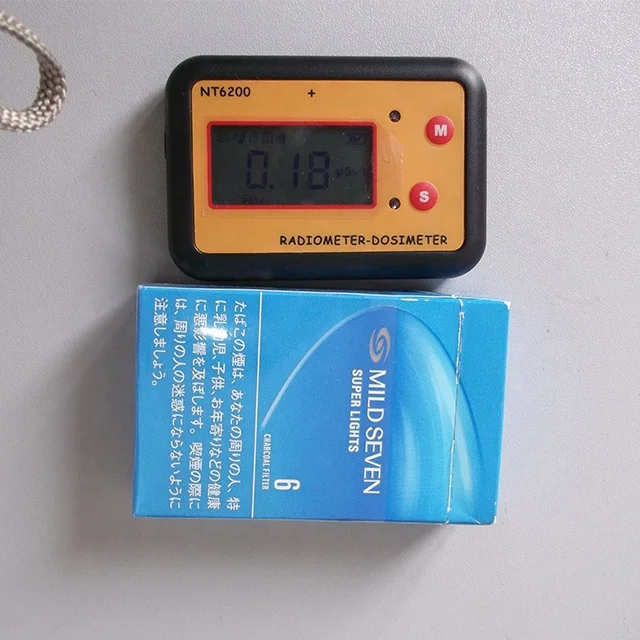 NT6200
+
M
0.18
S
RADIOMETER-DOSIMETER
MILD SEVEN
SUPER LIGHTS
CHARCOAL FILTER
6
たばこの煙は、あなたの周りの人、特
に乳幼児、子供、お年寄りなどの健康
に悪影響を及ぼします。喫煙の際に
は、周りの人の迷惑にならないように
注意しましょう。